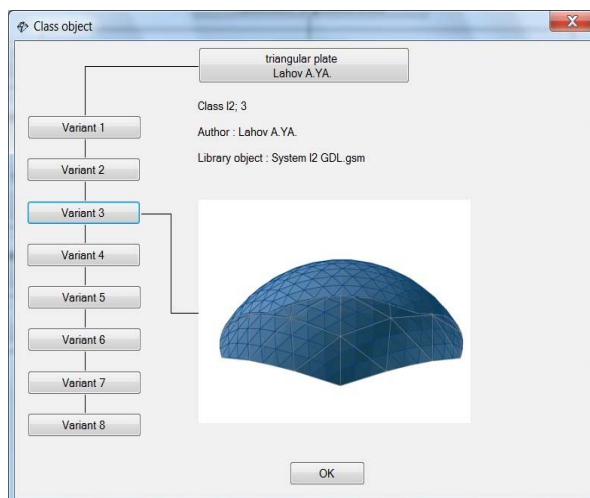 Class object
triangular plate
Lahov A.YA.
Class I2; 3
Author : Lahov A.YA.
Library object : System I2 GDL.gsm
Variant 1
Variant 2
Variant 3
Variant 4
Variant 5
Variant 6
Variant 7
Variant 8
OK